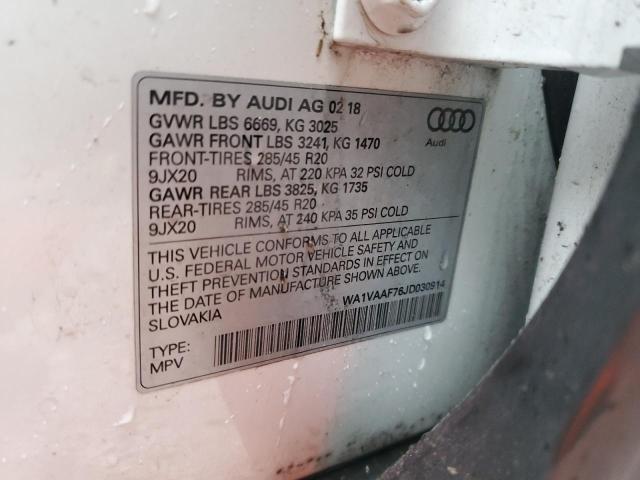 MFD. BY AUDI AG 02 18
GVWR LBS 6669, KG 3025
GAWR FRONT LBS 3241, KG 1470
FRONT-TIRES 285/45 R20
9JX20 RIMS, AT 220 KPA 32 PSI COLD
GAWR REAR LBS 3825, KG 1735
REAR-TIRES 285/45 R20
9JX20 RIMS, AT 240 KPA 35 PSI COLD
Audi
THIS VEHICLE CONFORMS TO ALL APPLICABLE
U.S. FEDERAL MOTOR VEHICLE SAFETY AND
THEFT PREVENTION STANDARDS IN EFFECT ON
THE DATE OF MANUFACTURE SHOWN ABOVE.
SLOVAKIA
WA1VAAF76JD030914
TYPE:
MPV